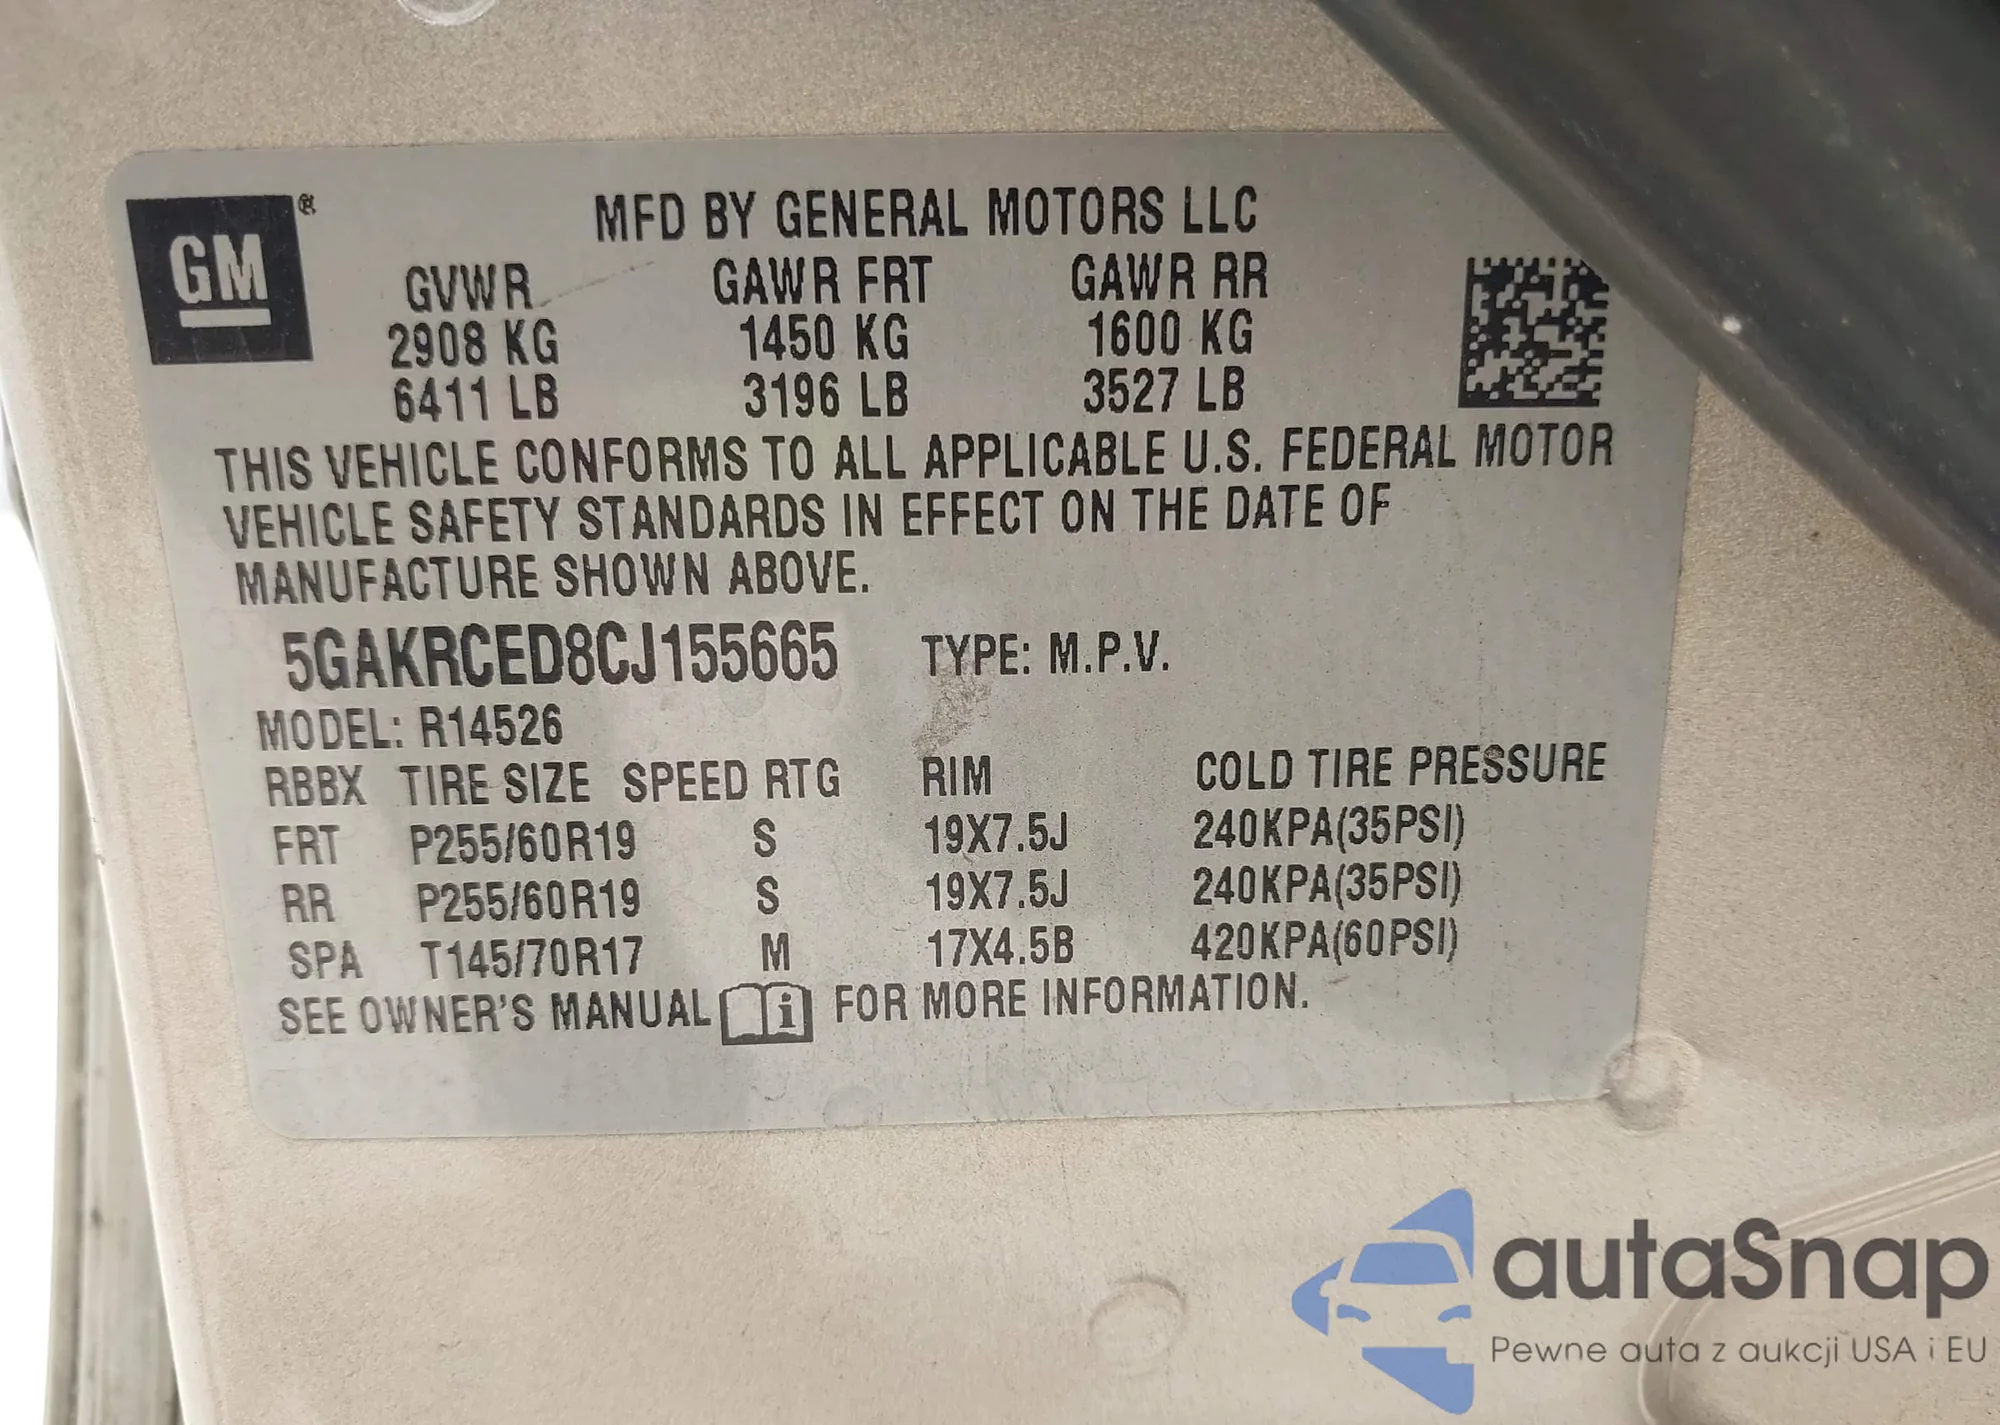 GM ®
MFD BY GENERAL MOTORS LLC
GVWR GAWR FRT GAWR RR
2908 KG 1450 KG 1600 KG
6411 LB 3196 LB 3527 LB
THIS VEHICLE CONFORMS TO ALL APPLICABLE U.S. FEDERAL MOTOR
VEHICLE SAFETY STANDARDS IN EFFECT ON THE DATE OF
MANUFACTURE SHOWN ABOVE.
5GAKRCED8CJ155665 TYPE: M.P.V.
MODEL: R14526
RBBX TIRE SIZE SPEED RTG RIM COLD TIRE PRESSURE
FRT P255/60R19 S 19X7.5J 240KPA(35PSI)
RR P255/60R19 S 19X7.5J 240KPA(35PSI)
SPA T145/70R17 M 17X4.5B 420KPA(60PSI)
SEE OWNER'S MANUAL i FOR MORE INFORMATION.
autaSnap
Pewne auta z aukcji USA i EU